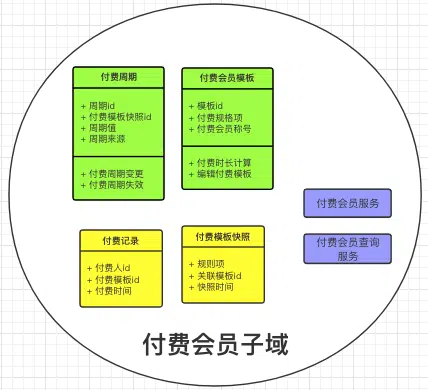 付费周期
+ 周期id
+ 付费模板快照id
+ 周期值
+ 周期来源
+ 付费周期变更
+ 付费周期失效
付费会员模板
+ 模板id
+ 付费规格项
+ 付费会员称号
+ 付费时长计算
+ 编辑付费模板
付费会员服务
付费会员查询
服务
付费记录
+ 付费人id
+ 付费模板id
+ 付费时间
付费模板快照
+ 规则项
+ 关联模板id
+ 快照时间
付费会员子域